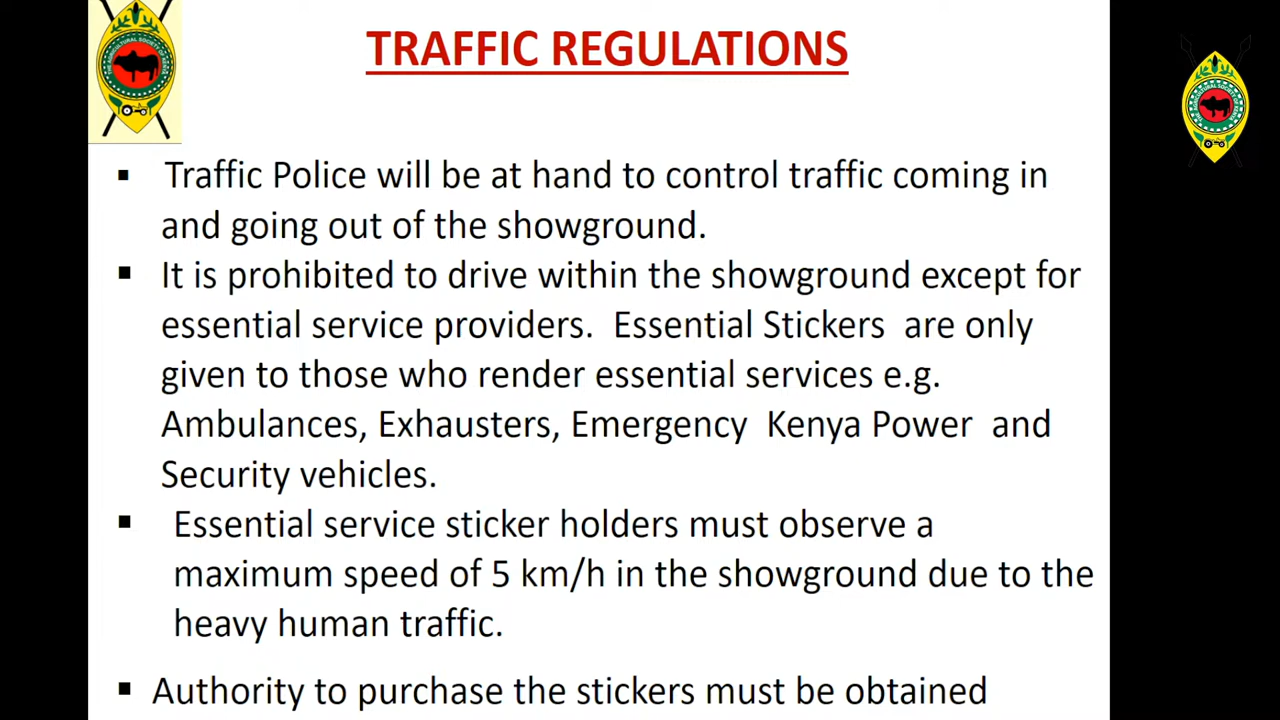 TRAFFIC REGULATIONS
▪ Traffic Police will be at hand to control traffic coming in
and going out of the showground.
▪ It is prohibited to drive within the showground except for
essential service providers. Essential Stickers are only
given to those who render essential services e.g.
Ambulances, Exhausters, Emergency Kenya Power and
Security vehicles.
▪ Essential service sticker holders must observe a
maximum speed of 5 km/h in the showground due to the
heavy human traffic.
▪ Authority to purchase the stickers must be obtained